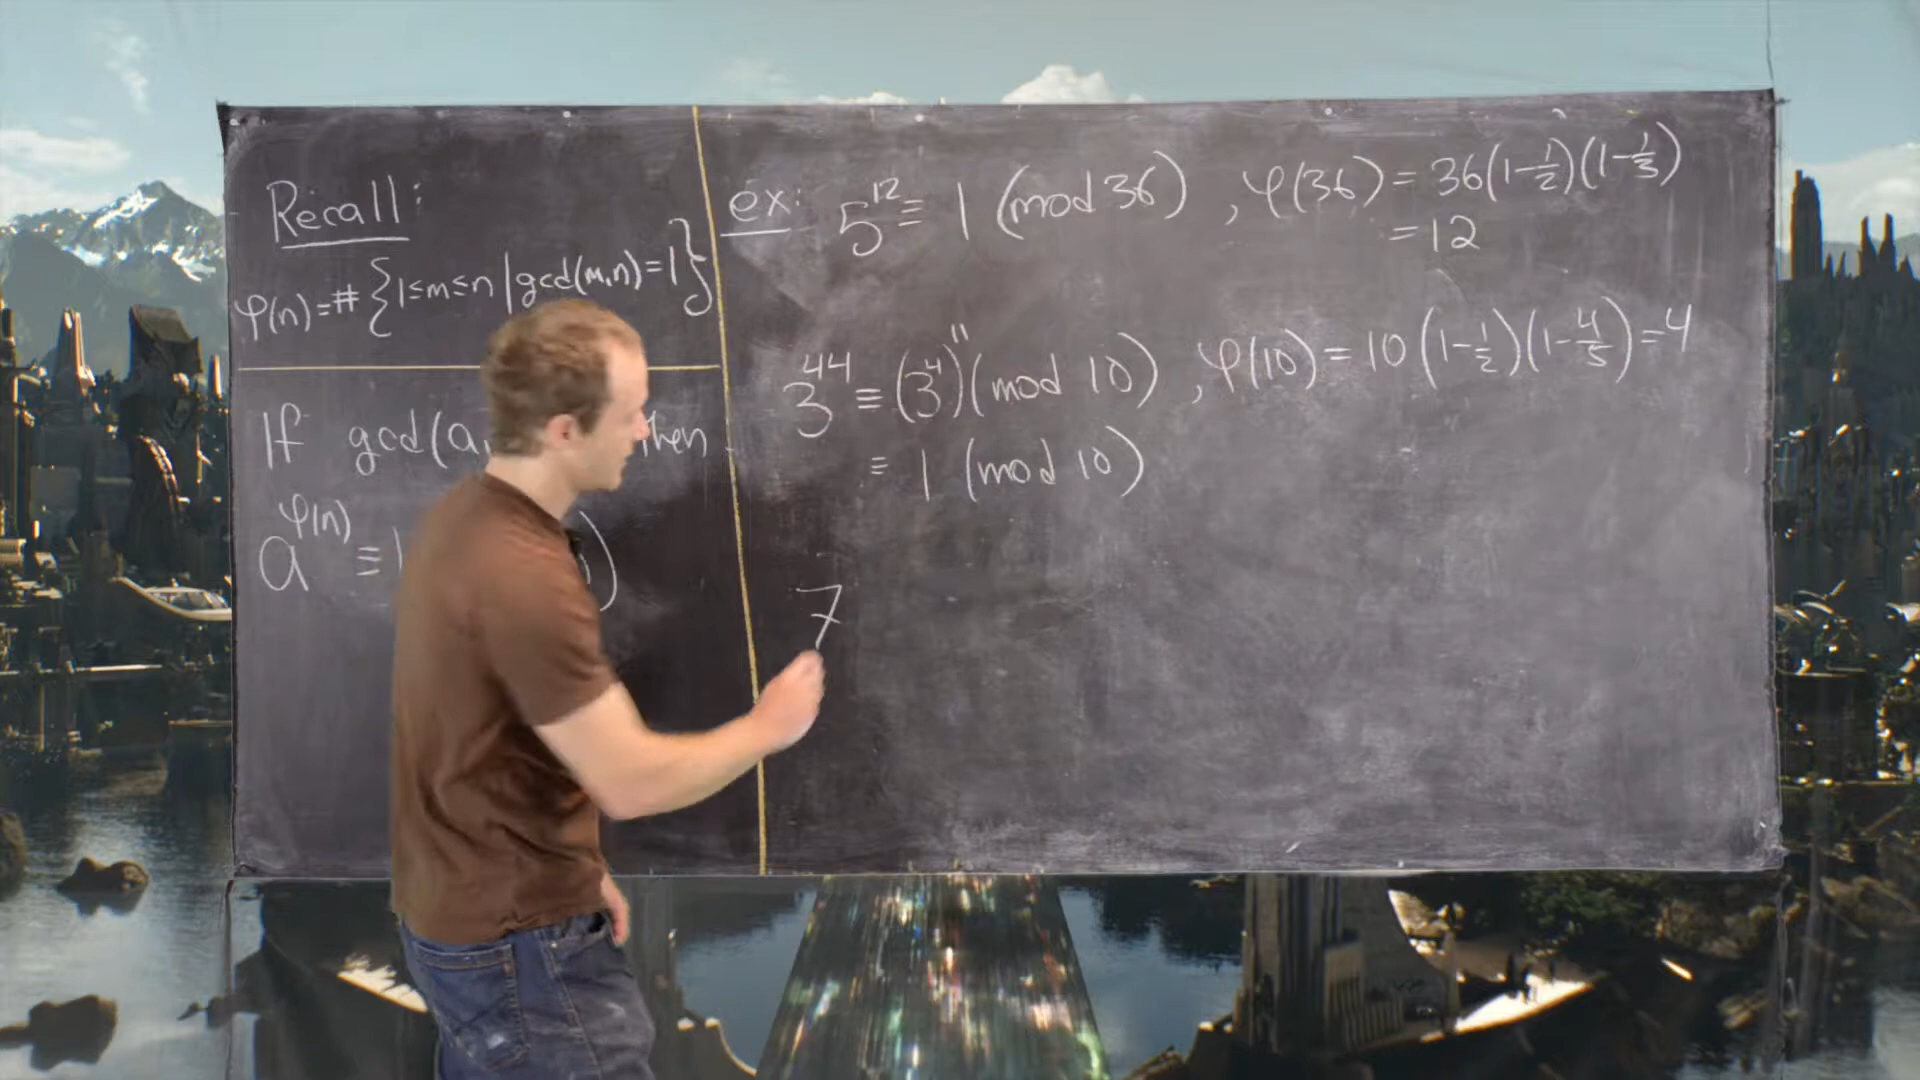 Recall:
φ(n)=#{1≤m≤n|gcd(m,n)=1}
If gcd(a, then
a^φ(n) ≡1 )
ex: 5^12 ≡ 1 (mod 36) , φ(36) = 36(1-1/2)(1-1/3)
=12
3^44 ≡ (3^4)^11 (mod 10) , φ(10) = 10(1-1/2)(1-4/5)=4
≡ 1 (mod 10)
7